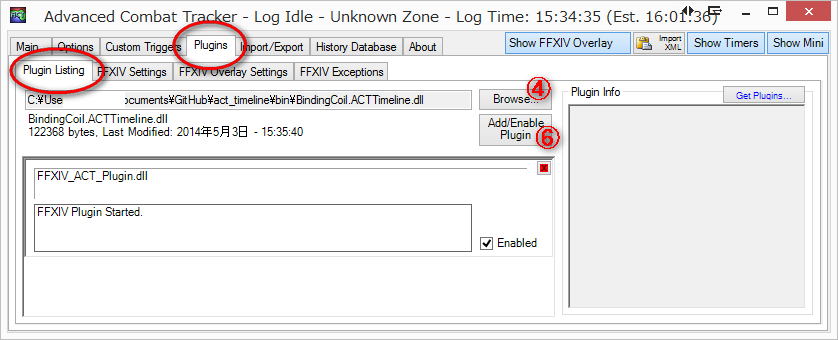 Advanced Combat Tracker - Log Idle - Unknown Zone - Log Time: 15:34:35 (Est. 16:01:36)
Main Options Custom Triggers Plugins Import/Export History Database About
Show FFXIV Overlay Import XML Show Timers Show Mini
Plugin Listing FFXIV Settings FFXIV Overlay Settings FFXIV Exceptions
C:¥Use ocuments¥GitHub¥act_timeline¥bin¥BindingCoil.ACTTimeline.dll
Browse... ④
BindingCoil.ACTTimeline.dll
122368 bytes, Last Modified: 2014年5月3日 - 15:35:40
Add/Enable
Plugin ⑥
FFXIV_ACT_Plugin.dll
X
FFXIV Plugin Started.
Enabled
Plugin Info
Get Plugins...